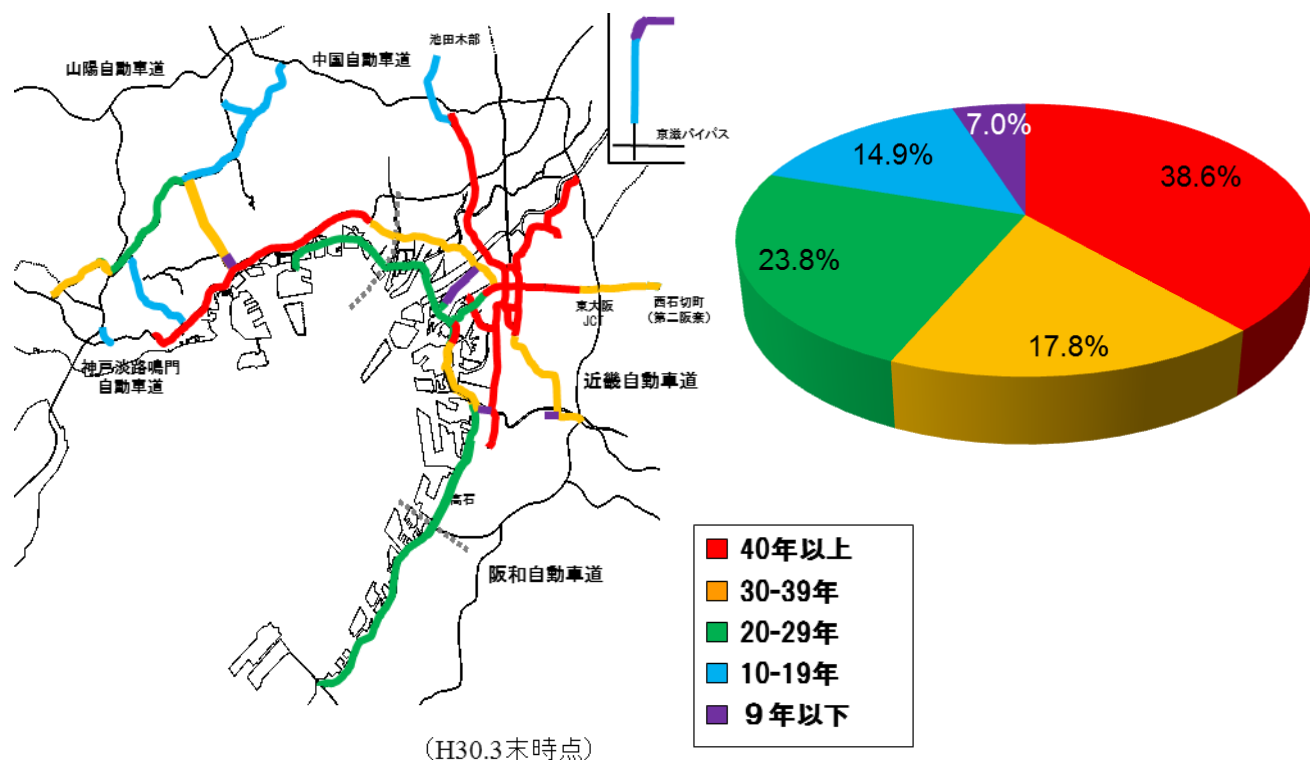 池田木部
中国自動車道
山陽自動車道
京滋バイパス
東大阪
JCT
西石切町
(第二阪奈)
神戸淡路鳴門
自動車道
近畿自動車道
高石
阪和自動車道
(H30.3末時点)
7.0%
14.9%
38.6%
23.8%
17.8%
40年以上
30-39年
20-29年
10-19年
9年以下